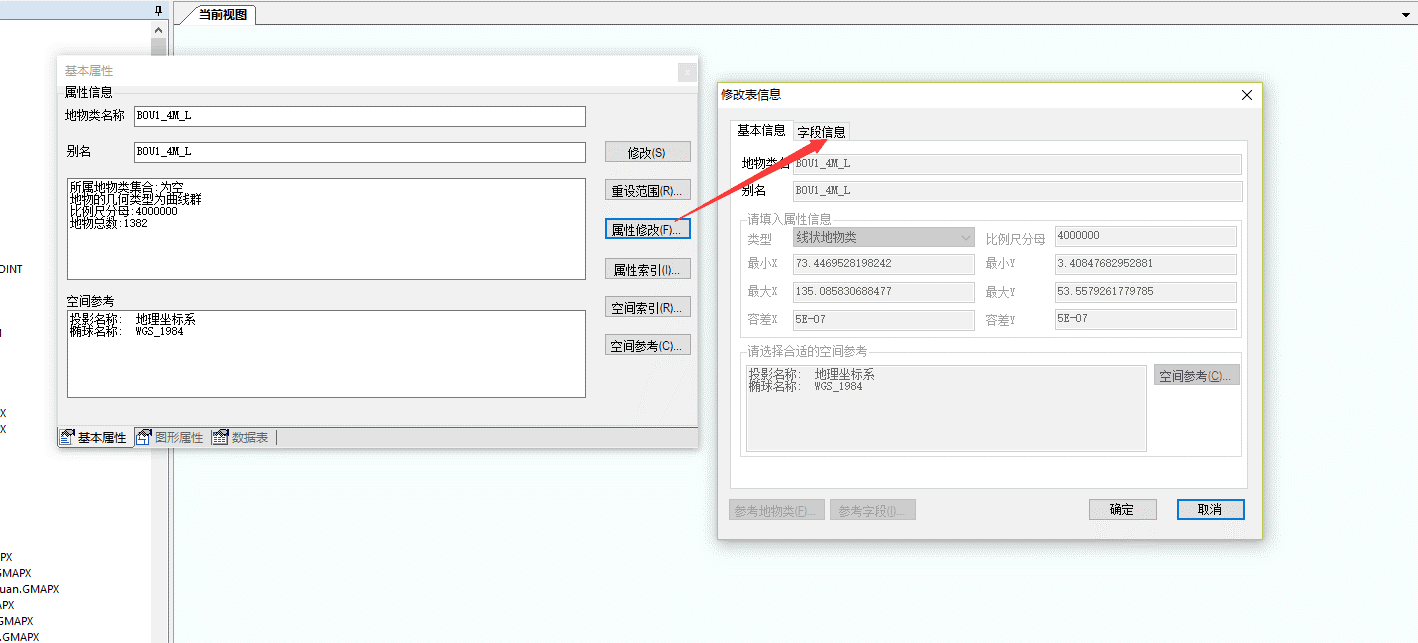 当前视图
基本属性
属性信息
地物类名称 BOU1_4M_L
别名 BOU1_4M_L
修改(S)
所属地物类集合:为空
地物的几何类型为曲线群
比例尺分母:4000000
地物总数:1382
重设范围(R)...
属性修改(F)...
属性索引(I)...
空间参考
投影名称: 地理坐标系
椭球名称: WGS_1984
空间索引(R)...
空间参考(C)...
基本属性 图形属性 数据表
修改表信息
基本信息 字段信息
地物类名 BOU1_4M_L
别名 BOU1_4M_L
请填入属性信息
类型 线状地物类 比例尺分母 4000000
最小X 73.4469528198242 最小Y 3.40847682952881
最大X 135.085830688477 最大Y 53.5579261779785
容差X 5E-07 容差Y 5E-07
请选择合适的空间参考
投影名称: 地理坐标系
椭球名称: WGS_1984
空间参考(C)...
参考地物类(F)... 参考字段(I)... 确定 取消
OINT
X
X
PX
GMAPX
uan.GMAPX
APX
GMAPX
.GMAPX